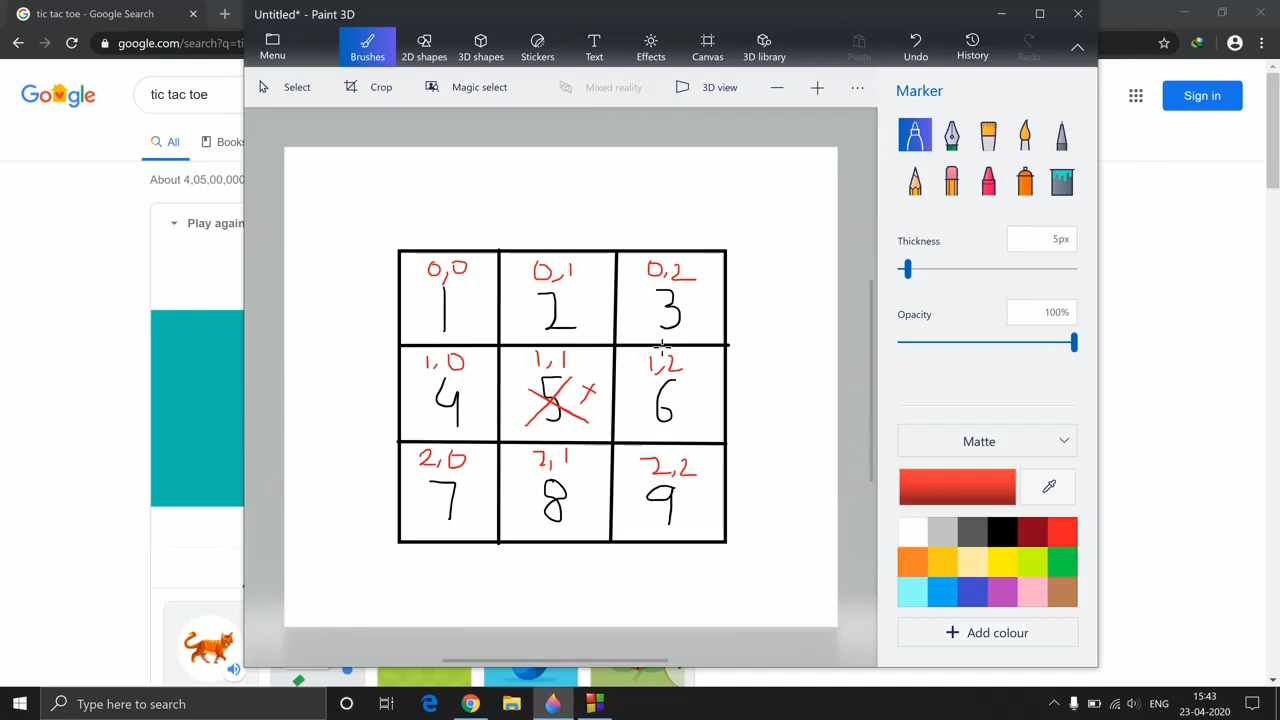 tic tac toe - Google Search
Untitled* - Paint 3D
google.com/search?q=ti
Menu
Brushes
2D shapes
3D shapes
Stickers
Text
Effects
Canvas
3D library
Paste
Undo
History
Redo
Select
Crop
Magic select
Mixed reality
3D view
Marker
Google
tic tac toe
Sign in
All
Books
About 4,05,00,000
Play again
Thickness
5px
Opacity
100%
Matte
Add colour
0,0 0,1 0,2
1 2 3
1,0 1,1 1,2
4 5 x 6
2,0 2,1 2,2
7 8 9
Type here to search
ENG
15:43
23-04-2020